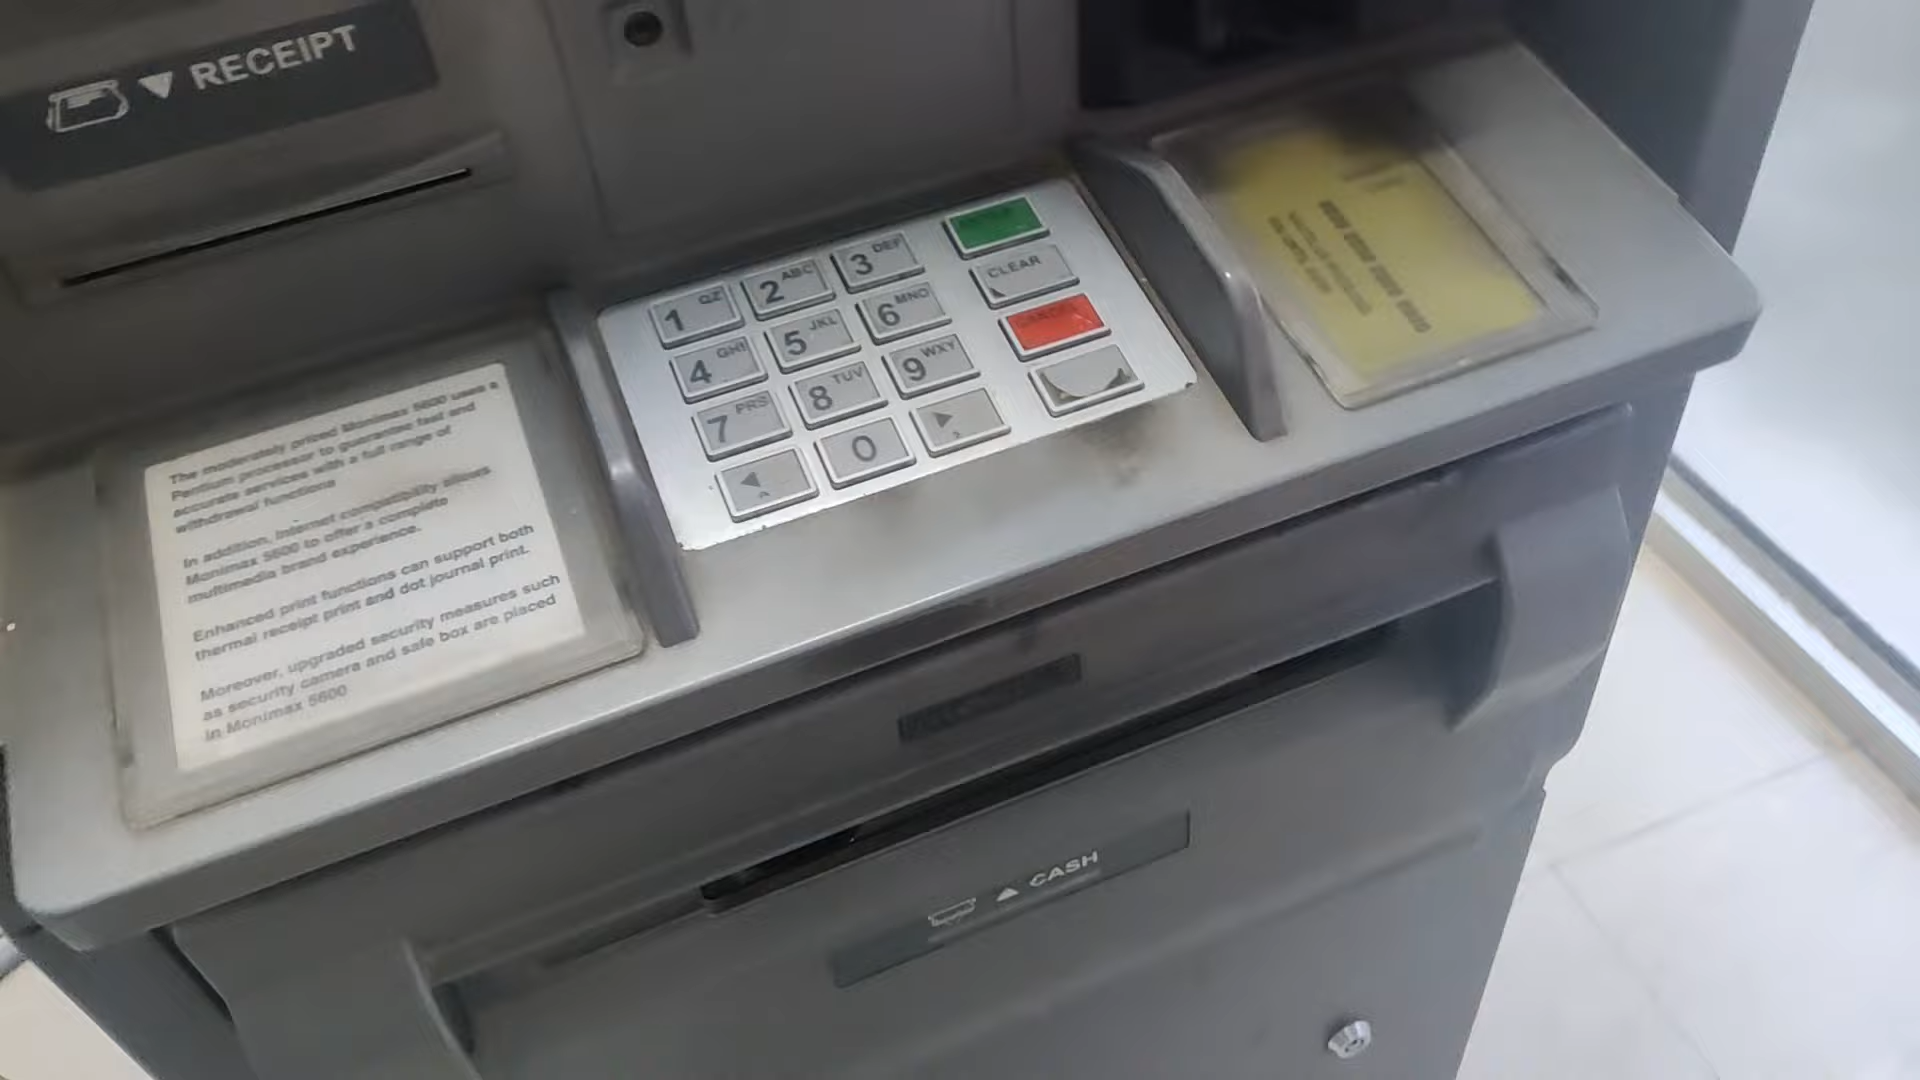 RECEIPT
1 QZ
2 ABC
3 DEF
4 GHI
5 JKL
6 MNO
CLEAR
7 PRS
8 TUV
9 WXY
0
The moderately priced Monimax 5600 uses a
Pentium processor to guarantee fast and
accurate services with a full range of
withdrawal functions
In addition, Internet compatibility allows
Monimax 5600 to offer a complete
multimedia brand experience.
Enhanced print functions can support both
thermal receipt print and dot journal print.
Moreover, upgraded security measures such
as security camera and safe box are placed
in Monimax 5600
CASH